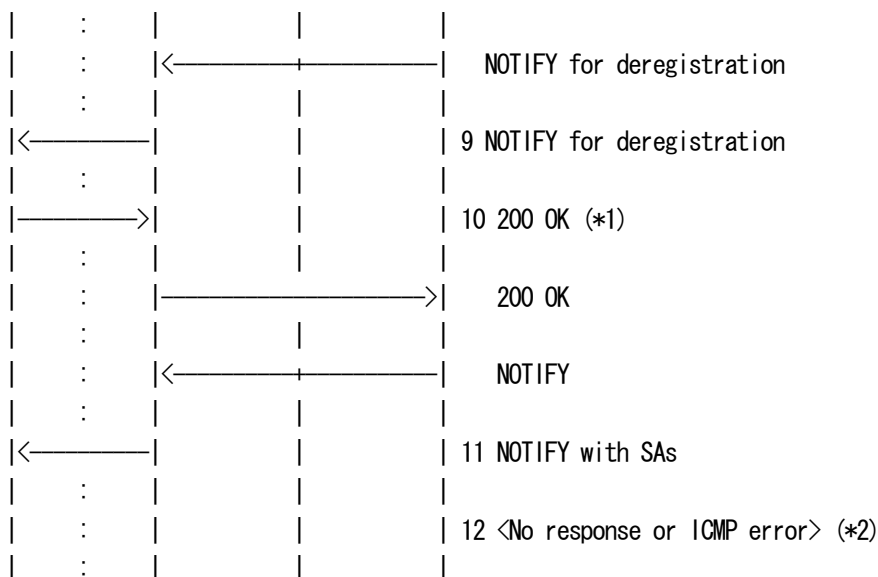 NOTIFY for deregistration
9 NOTIFY for deregistration
10 200 OK (*1)
200 OK
NOTIFY
11 NOTIFY with SAs
12 <No response or ICMP error> (*2)